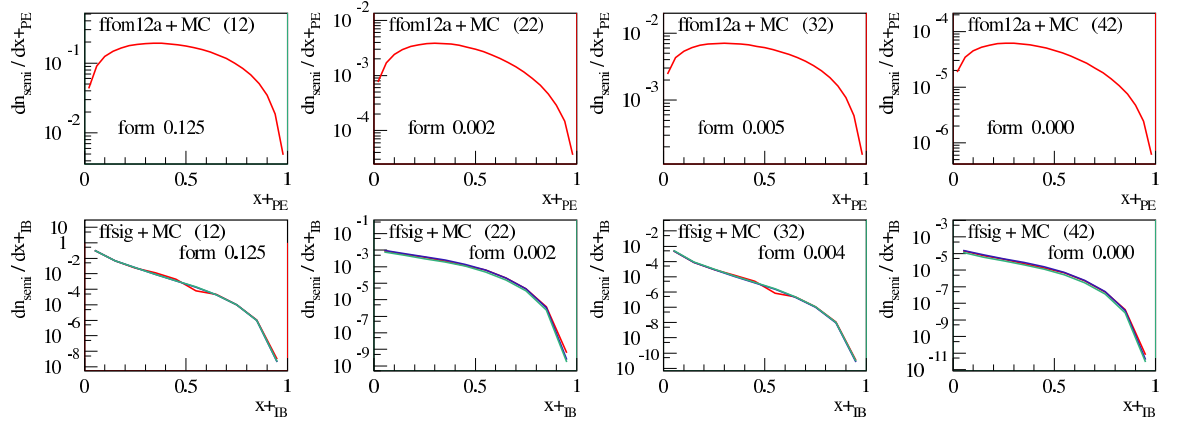 dn_semi / dx+_PE
ffom12a + MC (12)
10^-1
10^-2
form 0.125
0 0.5 1
x+_PE
dn_semi / dx+_PE
ffom12a + MC (22)
10^-2
10^-3
10^-4
form 0.002
0 0.5 1
x+_PE
dn_semi / dx+_PE
ffom12a + MC (32)
10^-2
10^-2
10^-3
form 0.005
0 0.5 1
x+_PE
dn_semi / dx+_PE
ffom12a + MC (42)
10^-4
10^-5
10^-6
form 0.000
0 0.5 1
x+_PE
dn_semi / dx+_IB
ffsig + MC (12)
form 0.125
10
1
10^-2
10^-4
10^-6
10^-8
0 0.5 1
x+_IB
dn_semi / dx+_IB
ffsig + MC (22)
form 0.002
10^-1
10^-3
10^-5
10^-7
10^-9
0 0.5 1
x+_IB
dn_semi / dx+_IB
ffsig + MC (32)
form 0.004
10^-2
10^-4
10^-6
10^-8
10^-10
0 0.5 1
x+_IB
dn_semi / dx+_IB
ffsig + MC (42)
form 0.000
10^-3
10^-5
10^-7
10^-9
10^-11
0 0.5 1
x+_IB